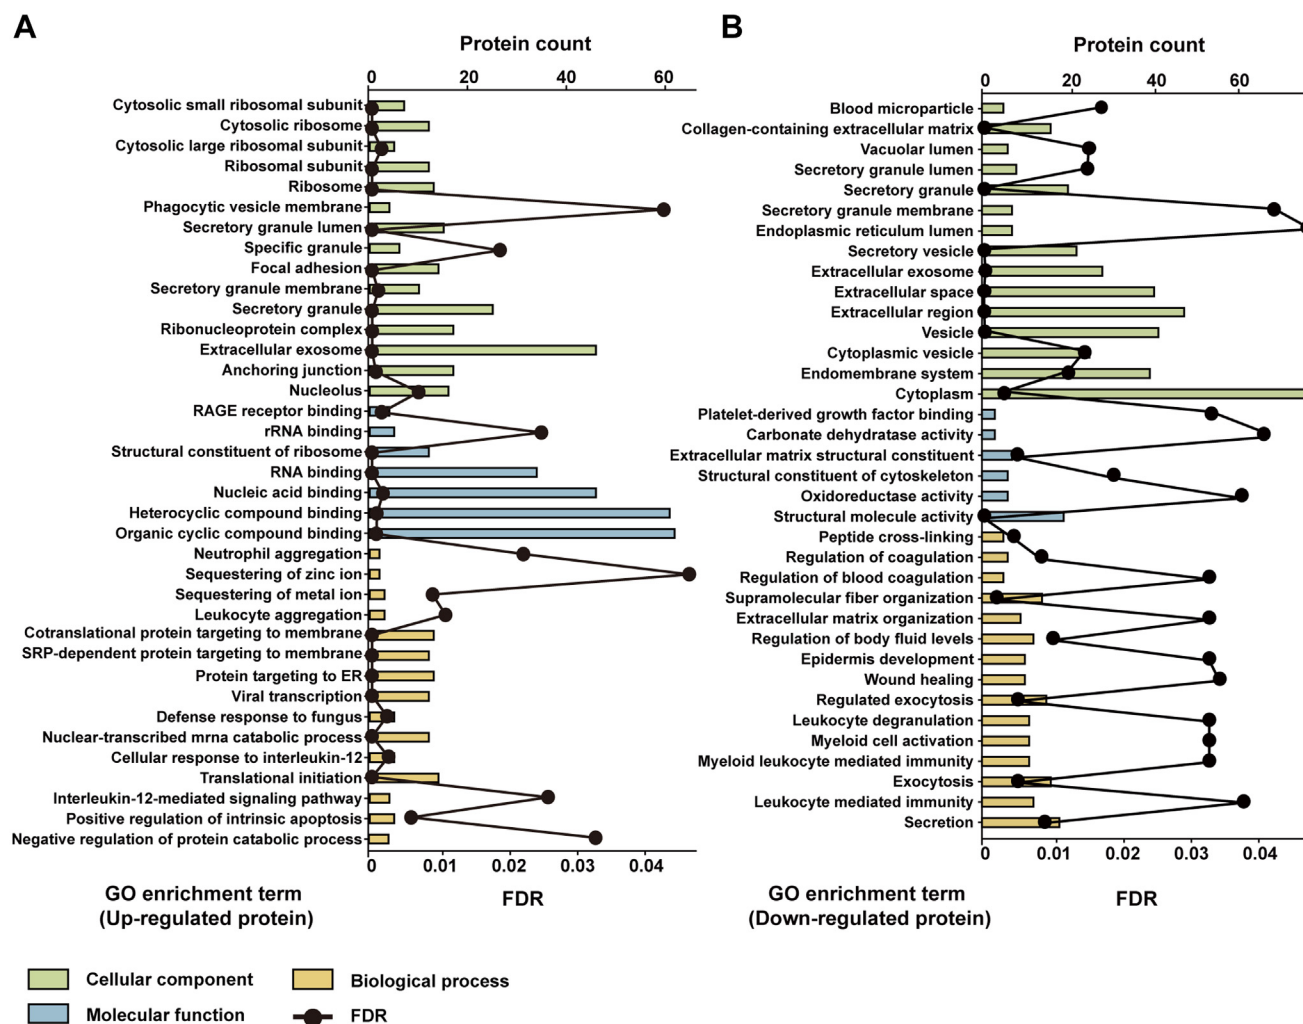 A
Protein count
0 20 40 60
Cytosolic small ribosomal subunit
Cytosolic ribosome
Cytosolic large ribosomal subunit
Ribosomal subunit
Ribosome
Phagocytic vesicle membrane
Secretory granule lumen
Specific granule
Focal adhesion
Secretory granule membrane
Secretory granule
Ribonucleoprotein complex
Extracellular exosome
Anchoring junction
Nucleolus
RAGE receptor binding
rRNA binding
Structural constituent of ribosome
RNA binding
Nucleic acid binding
Heterocyclic compound binding
Organic cyclic compound binding
Neutrophil aggregation
Sequestering of zinc ion
Sequestering of metal ion
Leukocyte aggregation
Cotranslational protein targeting to membrane
SRP-dependent protein targeting to membrane
Protein targeting to ER
Viral transcription
Defense response to fungus
Nuclear-transcribed mrna catabolic process
Cellular response to interleukin-12
Translational initiation
Interleukin-12-mediated signaling pathway
Positive regulation of intrinsic apoptosis
Negative regulation of protein catabolic process
0 0.01 0.02 0.03 0.04
GO enrichment term
(Up-regulated protein)
FDR
B
Protein count
0 20 40 60
Blood microparticle
Collagen-containing extracellular matrix
Vacuolar lumen
Secretory granule lumen
Secretory granule
Secretory granule membrane
Endoplasmic reticulum lumen
Secretory vesicle
Extracellular exosome
Extracellular space
Extracellular region
Vesicle
Cytoplasmic vesicle
Endomembrane system
Cytoplasm
Platelet-derived growth factor binding
Carbonate dehydratase activity
Extracellular matrix structural constituent
Structural constituent of cytoskeleton
Oxidoreductase activity
Structural molecule activity
Peptide cross-linking
Regulation of coagulation
Regulation of blood coagulation
Supramolecular fiber organization
Extracellular matrix organization
Regulation of body fluid levels
Epidermis development
Wound healing
Regulated exocytosis
Leukocyte degranulation
Myeloid cell activation
Myeloid leukocyte mediated immunity
Exocytosis
Leukocyte mediated immunity
Secretion
0 0.01 0.02 0.03 0.04
GO enrichment term
(Down-regulated protein)
FDR
Cellular component
Biological process
Molecular function
FDR